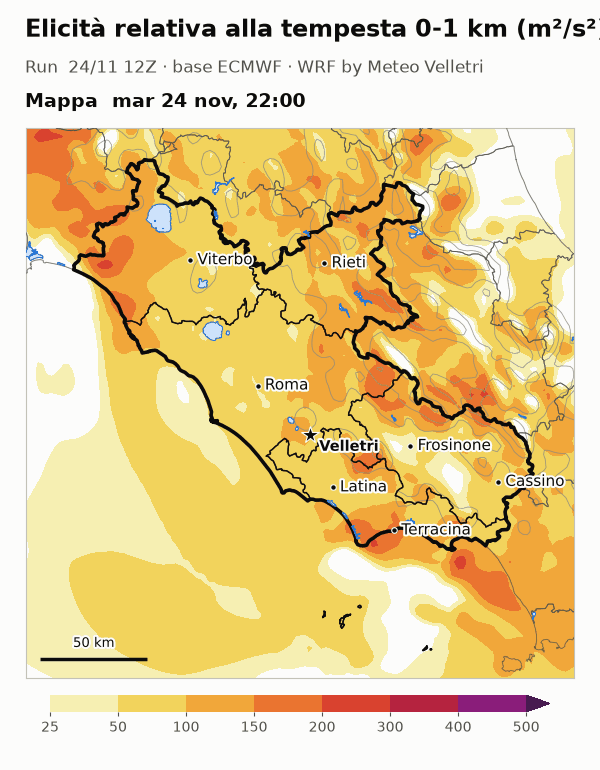 Elicità relativa alla tempesta 0-1 km (m²/s²)
Run 24/11 12Z · base ECMWF · WRF by Meteo Velletri
Mappa mar 24 nov, 22:00
Viterbo
Rieti
Roma
Velletri
Frosinone
Latina
Cassino
Terracina
50 km
25 50 100 150 200 300 400 500